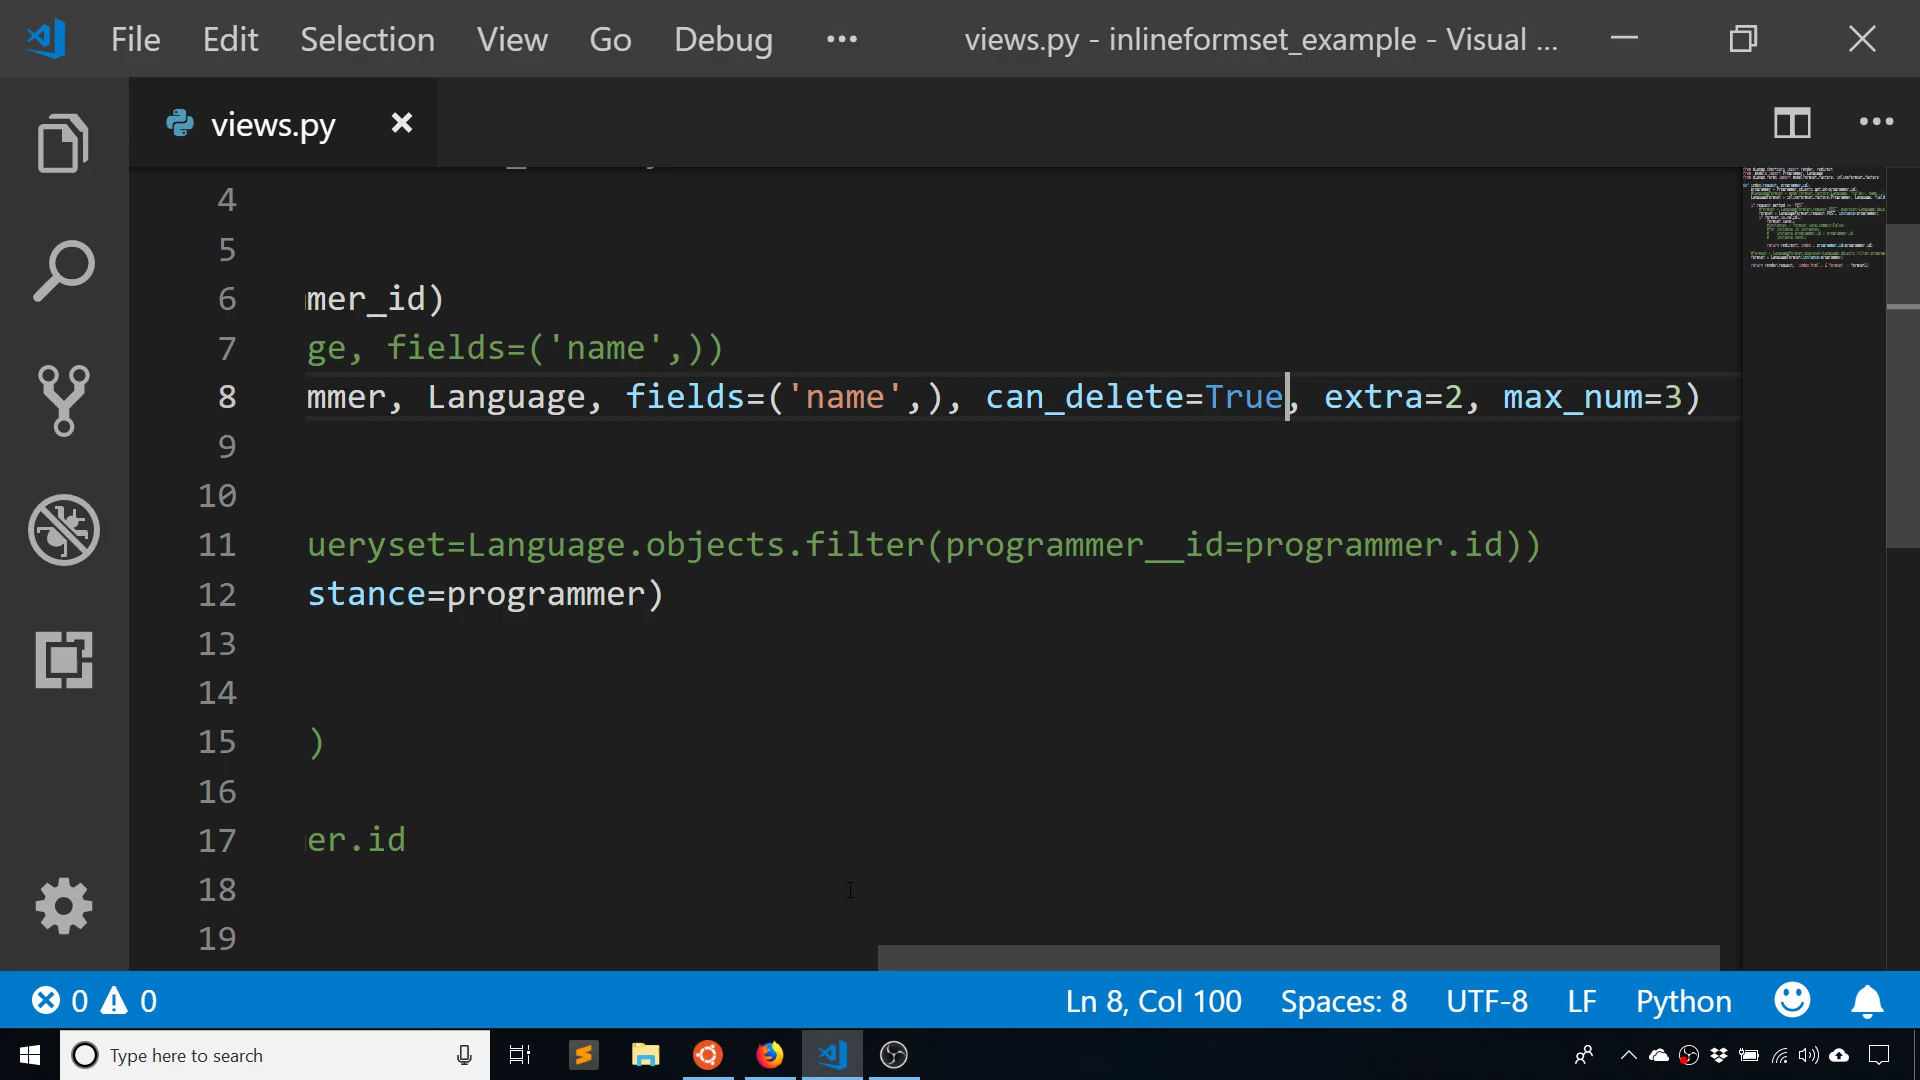 File Edit Selection View Go Debug ••• views.py - inlineformset_example - Visual ...
views.py
4
5
6 mer_id)
7 ge, fields=('name',))
8 mmer, Language, fields=('name',), can_delete=True, extra=2, max_num=3)
9
10
11 ueryset=Language.objects.filter(programmer__id=programmer.id))
12 stance=programmer)
13
14
15 )
16
17 er.id
18
19
0 0 Ln 8, Col 100 Spaces: 8 UTF-8 LF Python
Type here to search